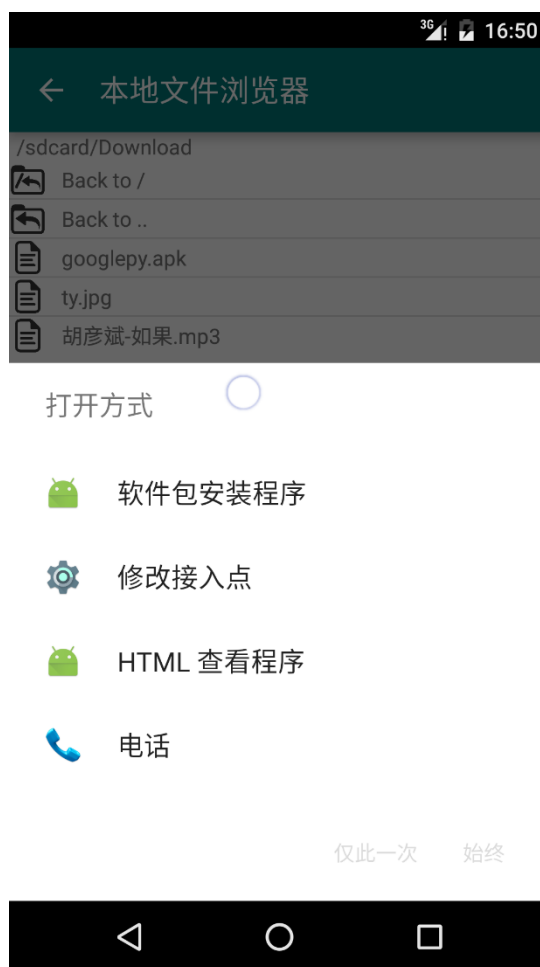 3G 16:50
本地文件浏览器
/sdcard/Download
Back to /
Back to ..
googlepy.apk
ty.jpg
胡彦斌-如果.mp3
打开方式
软件包安装程序
修改接入点
HTML 查看程序
电话
仅此一次 始终